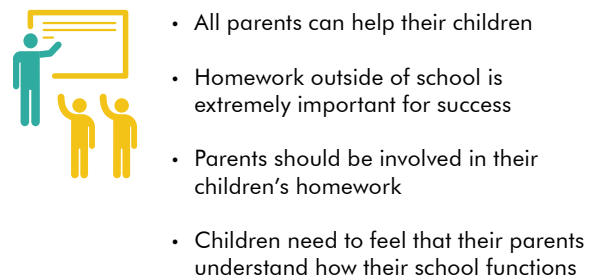 • All parents can help their children
• Homework outside of school is
extremely important for success
• Parents should be involved in their
children's homework
• Children need to feel that their parents
understand how their school functions